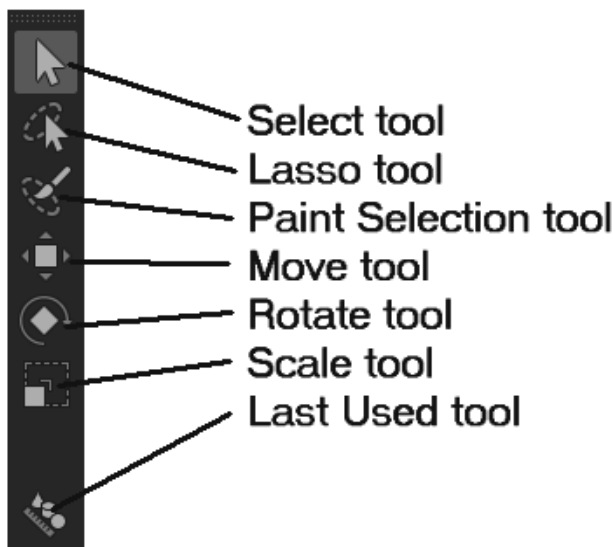 Select tool
Lasso tool
Paint Selection tool
Move tool
Rotate tool
Scale tool
Last Used tool